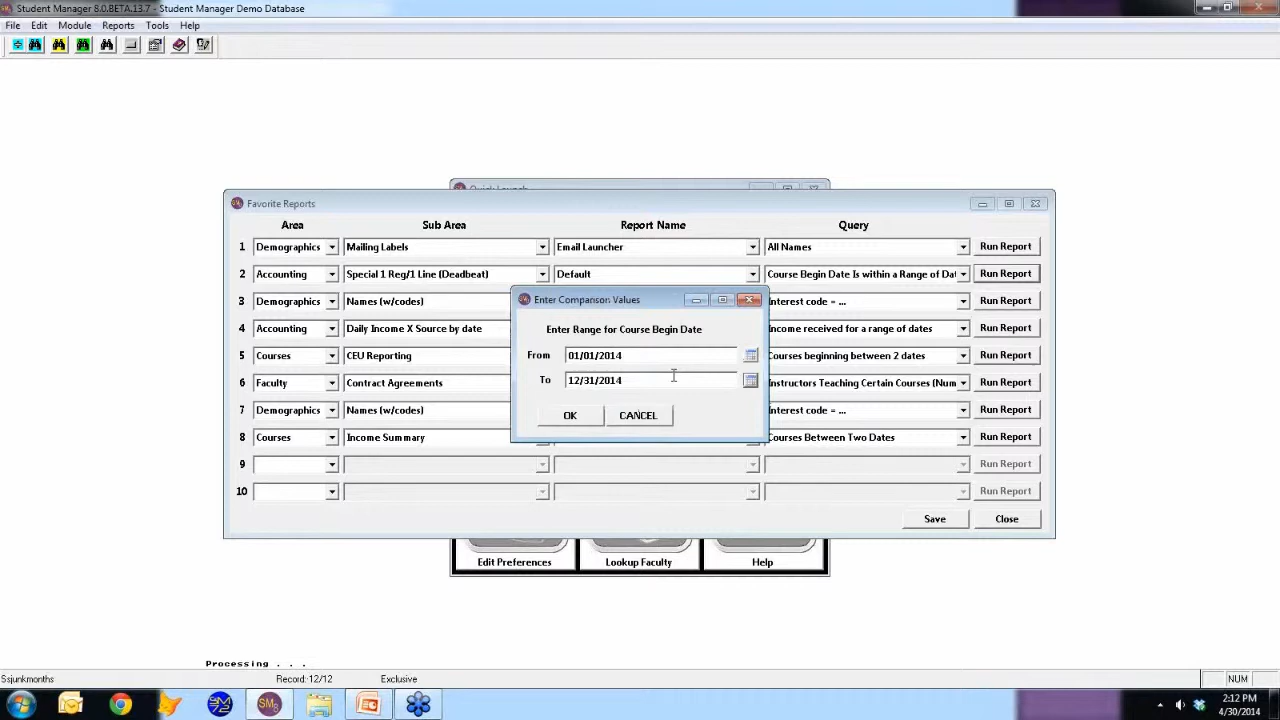 Student Manager 8.0.BETA.13.7 - Student Manager Demo Database
File Edit Module Reports Tools Help
Quick Launch
Favorite Reports
Area Sub Area Report Name Query
1 Demographics Mailing Labels Email Launcher All Names Run Report
2 Accounting Special 1 Reg/1 Line (Deadbeat) Default Course Begin Date Is within a Range of Dat Run Report
3 Demographics Names (w/codes) Interest code = ... Run Report
4 Accounting Daily Income X Source by date Income received for a range of dates Run Report
5 Courses CEU Reporting Courses beginning between 2 dates Run Report
6 Faculty Contract Agreements Instructors Teaching Certain Courses (Num Run Report
7 Demographics Names (w/codes) Interest code = ... Run Report
8 Courses Income Summary Courses Between Two Dates Run Report
9 Run Report
10 Run Report
Save Close
Enter Comparison Values
Enter Range for Course Begin Date
From 01/01/2014
To 12/31/2014
OK CANCEL
Edit Preferences Lookup Faculty Help
Processing . . .
Ssjunkmonths Record: 12/12 Exclusive NUM
2:12 PM
4/30/2014